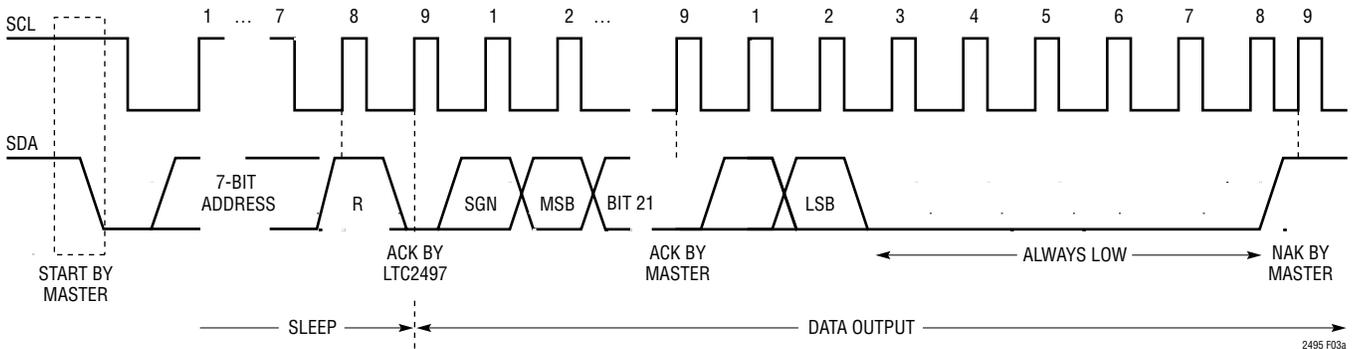 SCL
1 ... 7 8 9 1 2 ... 9 1 2 3 4 5 6 7 8 9
SDA
7-BIT
ADDRESS
R
SGN
MSB
BIT 21
LSB
START BY
MASTER
ACK BY
LTC2497
ACK BY
MASTER
ALWAYS LOW
NAK BY
MASTER
SLEEP
DATA OUTPUT
2495 F03a